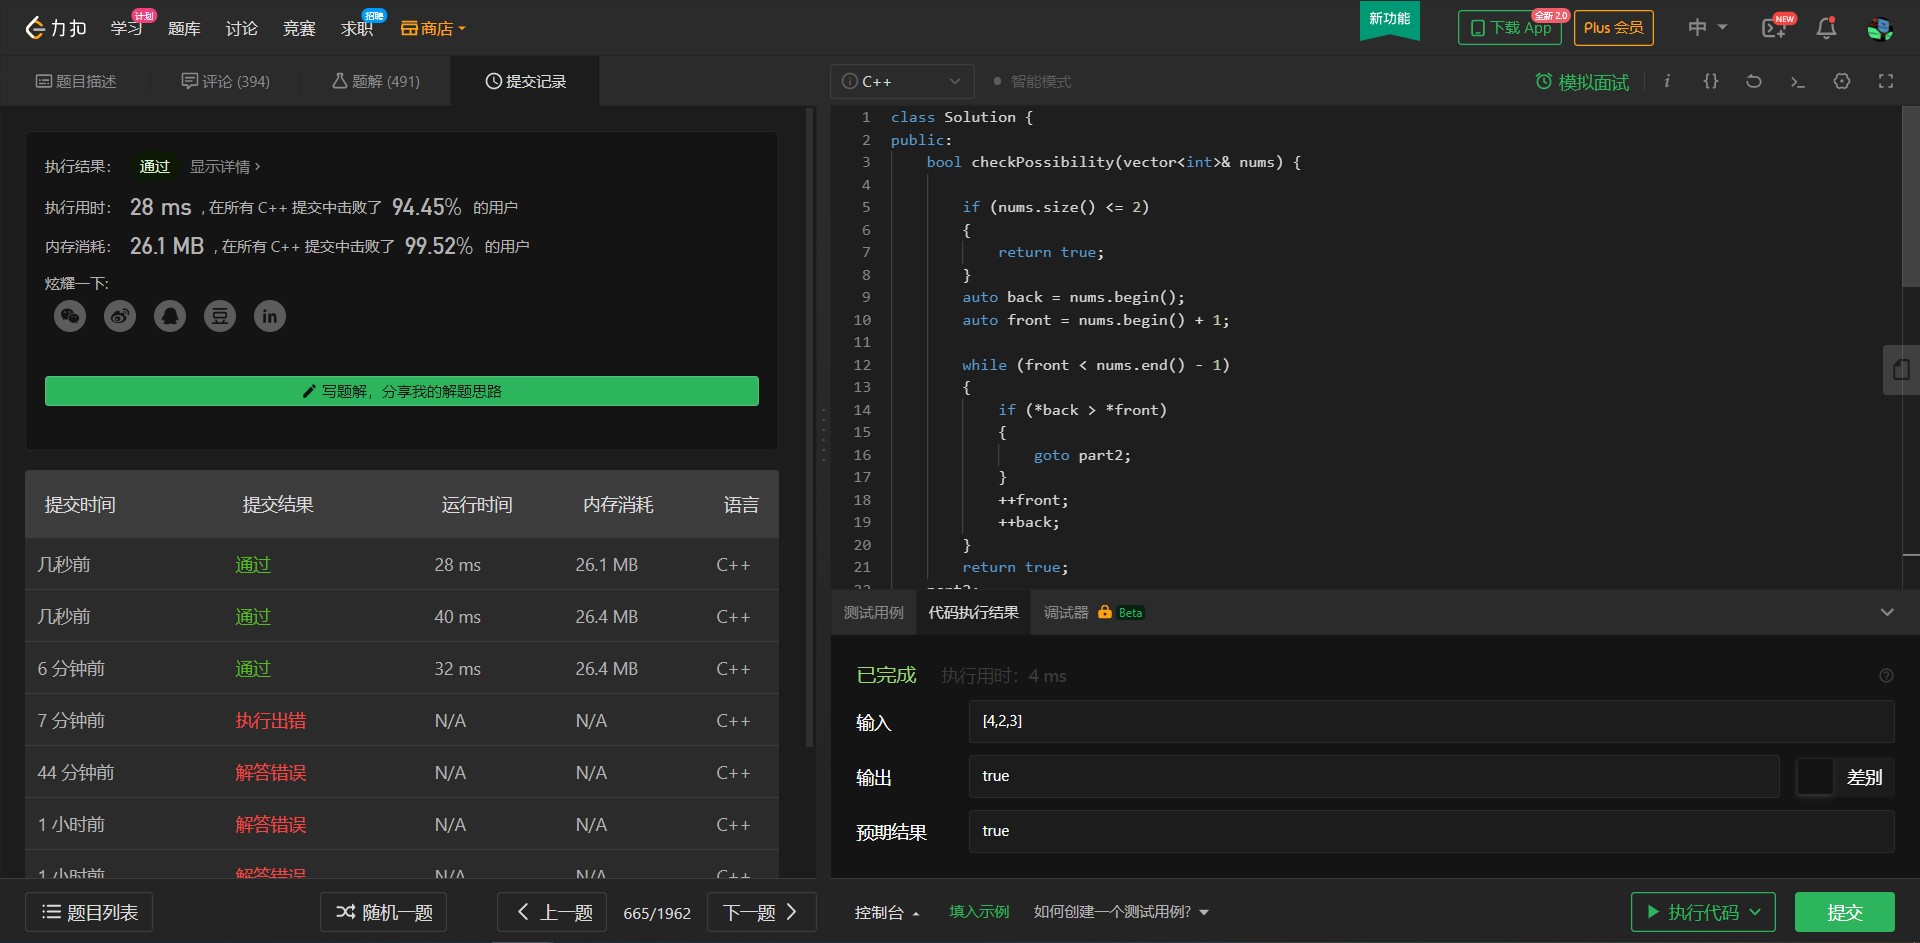 力扣
学习
计划
题库
讨论
竞赛
求职
招聘
商店
新功能
下载 App
全新 2.0
Plus 会员
中
NEW
题目描述
评论 (394)
题解 (491)
提交记录
执行结果：
通过
显示详情 >
执行用时：
28 ms
, 在所有 C++ 提交中击败了
94.45%
的用户
内存消耗：
26.1 MB
, 在所有 C++ 提交中击败了
99.52%
的用户
炫耀一下:
豆
in
写题解，分享我的解题思路
提交时间
提交结果
运行时间
内存消耗
语言
几秒前
通过
28 ms
26.1 MB
C++
几秒前
通过
40 ms
26.4 MB
C++
6 分钟前
通过
32 ms
26.4 MB
C++
7 分钟前
执行出错
N/A
N/A
C++
44 分钟前
解答错误
N/A
N/A
C++
1 小时前
解答错误
N/A
N/A
C++
1 小时前
解答错误
N/A
N/A
C++
题目列表
随机一题
上一题
665/1962
下一题
C++
智能模式
模拟面试
i
{}
1 class Solution {
2 public:
3 bool checkPossibility(vector<int>& nums) {
4
5 if (nums.size() <= 2)
6 {
7 return true;
8 }
9 auto back = nums.begin();
10 auto front = nums.begin() + 1;
11
12 while (front < nums.end() - 1)
13 {
14 if (*back > *front)
15 {
16 goto part2;
17 }
18 ++front;
19 ++back;
20 }
21 return true;
22 part2:
测试用例
代码执行结果
调试器
Beta
已完成
执行用时：4 ms
输入
[4,2,3]
输出
true
差别
预期结果
true
控制台
填入示例
如何创建一个测试用例?
执行代码
提交